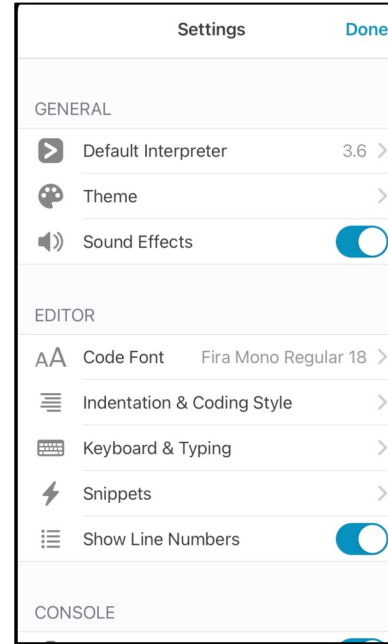 Settings Done
GENERAL
Default Interpreter 3.6
Theme
Sound Effects
EDITOR
AA Code Font Fira Mono Regular 18
Indentation & Coding Style
Keyboard & Typing
Snippets
Show Line Numbers
CONSOLE